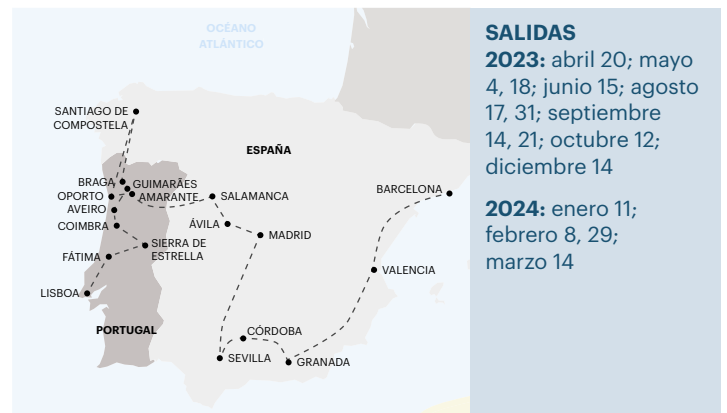 OCÉANO
ATLÁNTICO
SANTIAGO DE
COMPOSTELA
ESPAÑA
BRAGA
GUIMARÃES
OPORTO
AMARANTE
SALAMANCA
BARCELONA
AVEIRO
COIMBRA
ÁVILA
MADRID
SIERRA DE
ESTRELLA
FÁTIMA
VALENCIA
LISBOA
PORTUGAL
CÓRDOBA
SEVILLA
GRANADA
SALIDAS
2023: abril 20; mayo
4, 18; junio 15; agosto
17, 31; septiembre
14, 21; octubre 12;
diciembre 14
2024: enero 11;
febrero 8, 29;
marzo 14